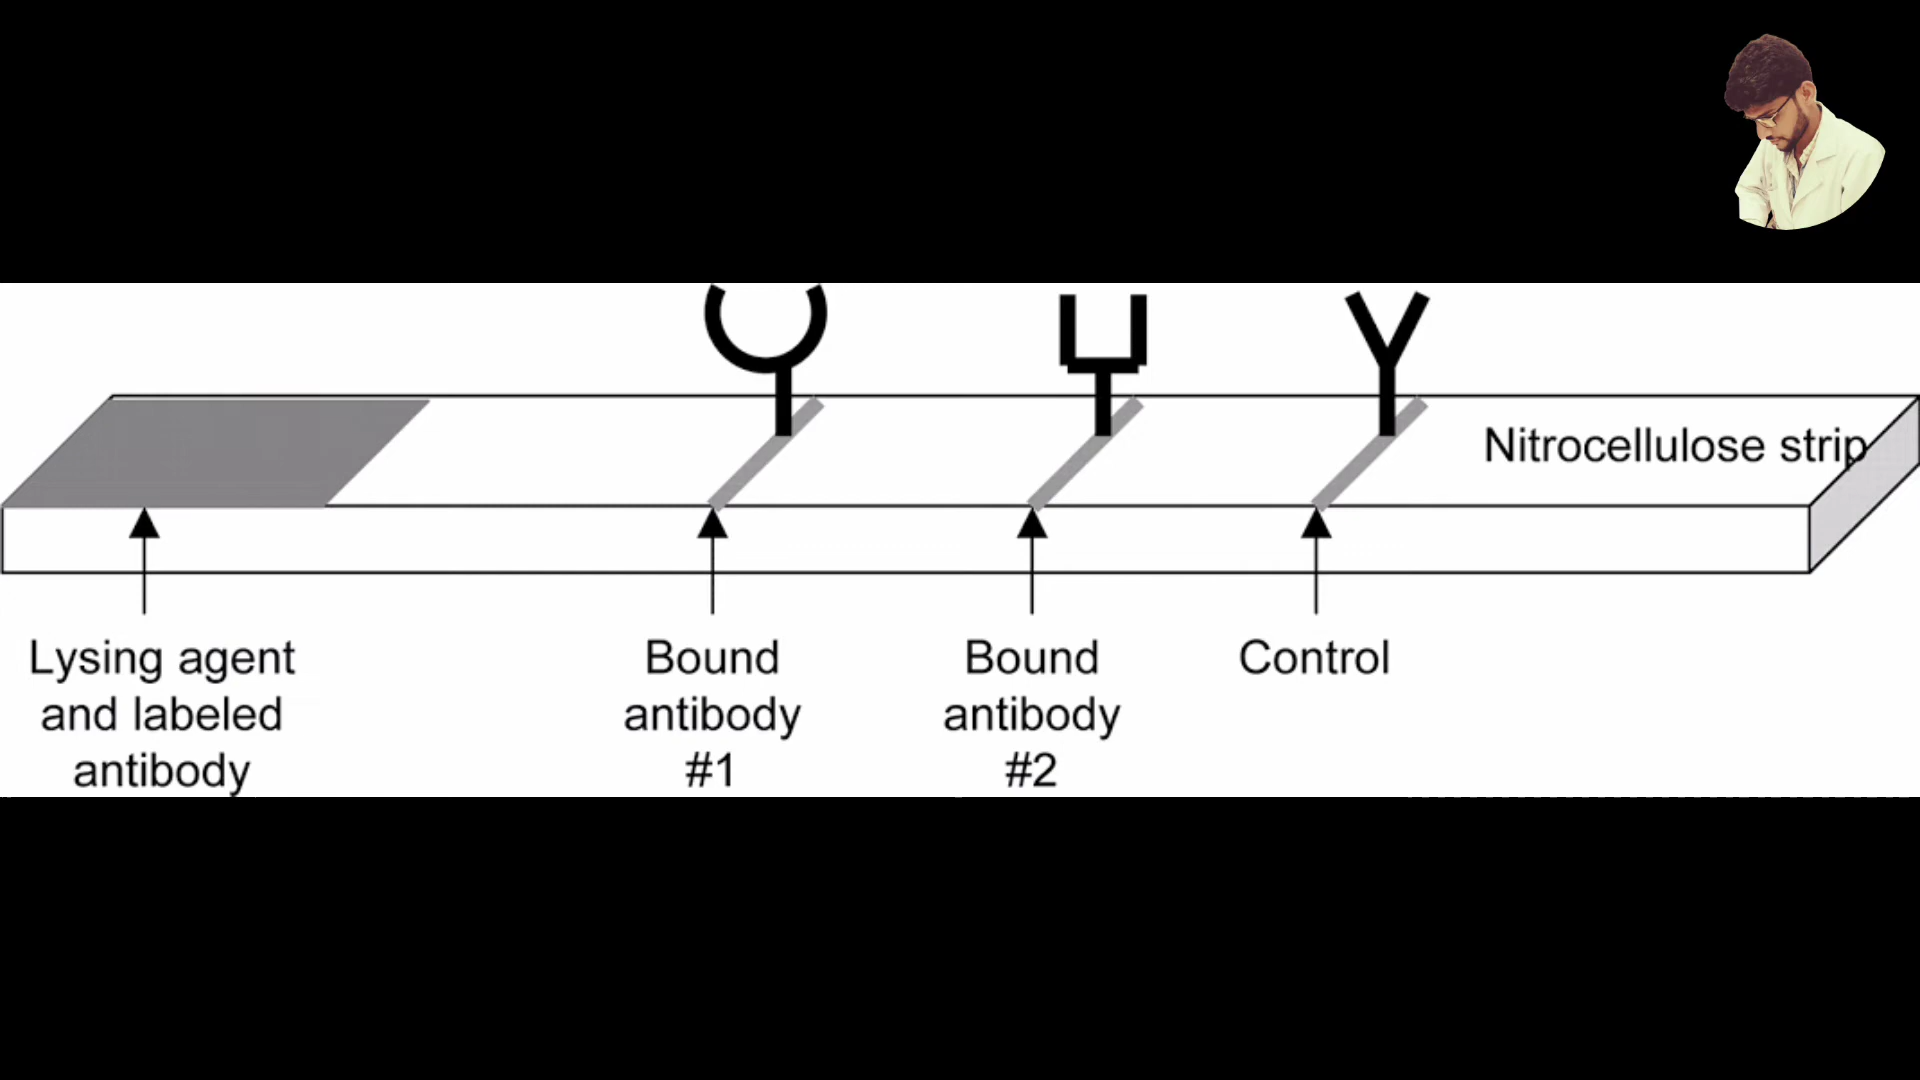 Nitrocellulose strip
Lysing agent
and labeled
antibody
Bound
antibody
#1
Bound
antibody
#2
Control